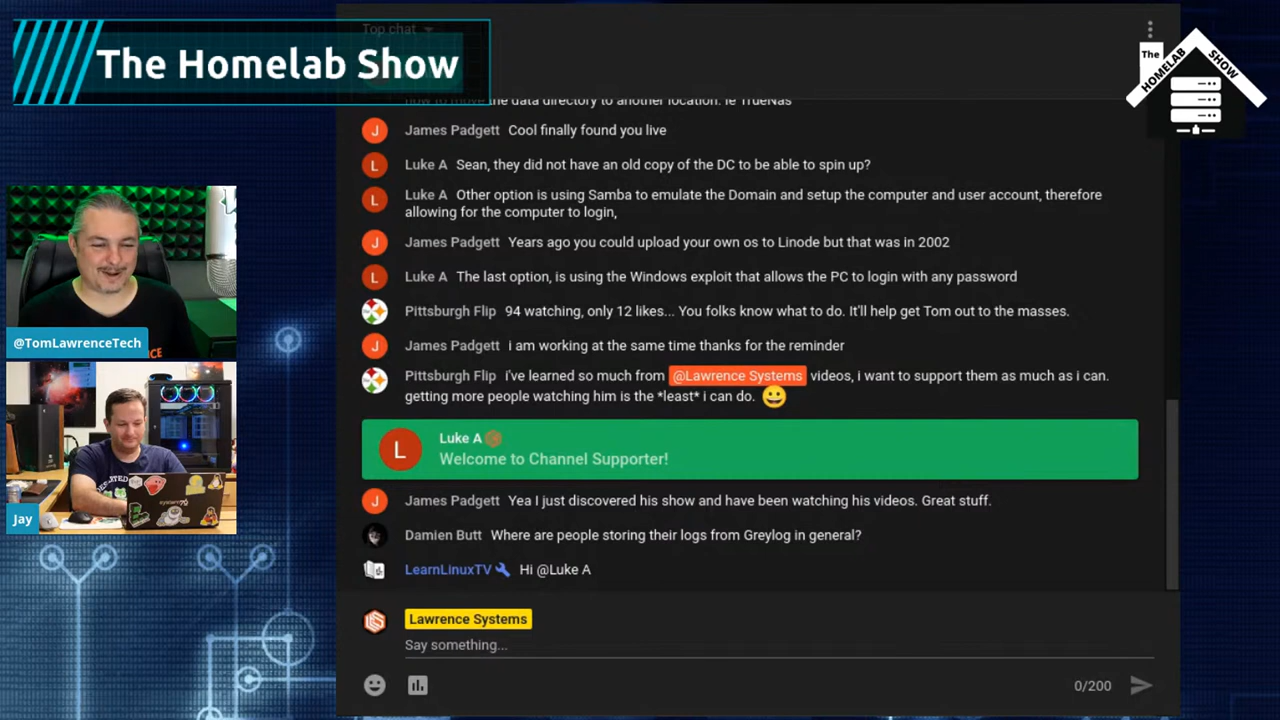 The Homelab Show
Top chat
The
HOMELAB
SHOW
how to move the data directory to another location. ie TrueNas
James Padgett Cool finally found you live
Luke A Sean, they did not have an old copy of the DC to be able to spin up?
Luke A Other option is using Samba to emulate the Domain and setup the computer and user account, therefore
allowing for the computer to login,
James Padgett Years ago you could upload your own os to Linode but that was in 2002
Luke A The last option, is using the Windows exploit that allows the PC to login with any password
Pittsburgh Flip 94 watching, only 12 likes... You folks know what to do. It'll help get Tom out to the masses.
James Padgett i am working at the same time thanks for the reminder
Pittsburgh Flip i've learned so much from @Lawrence Systems videos, i want to support them as much as i can.
getting more people watching him is the *least* i can do.
Luke A
Welcome to Channel Supporter!
James Padgett Yea I just discovered his show and have been watching his videos. Great stuff.
Damien Butt Where are people storing their logs from Greylog in general?
LearnLinuxTV Hi @Luke A
Lawrence Systems
Say something...
0/200
@TomLawrenceTech
Jay